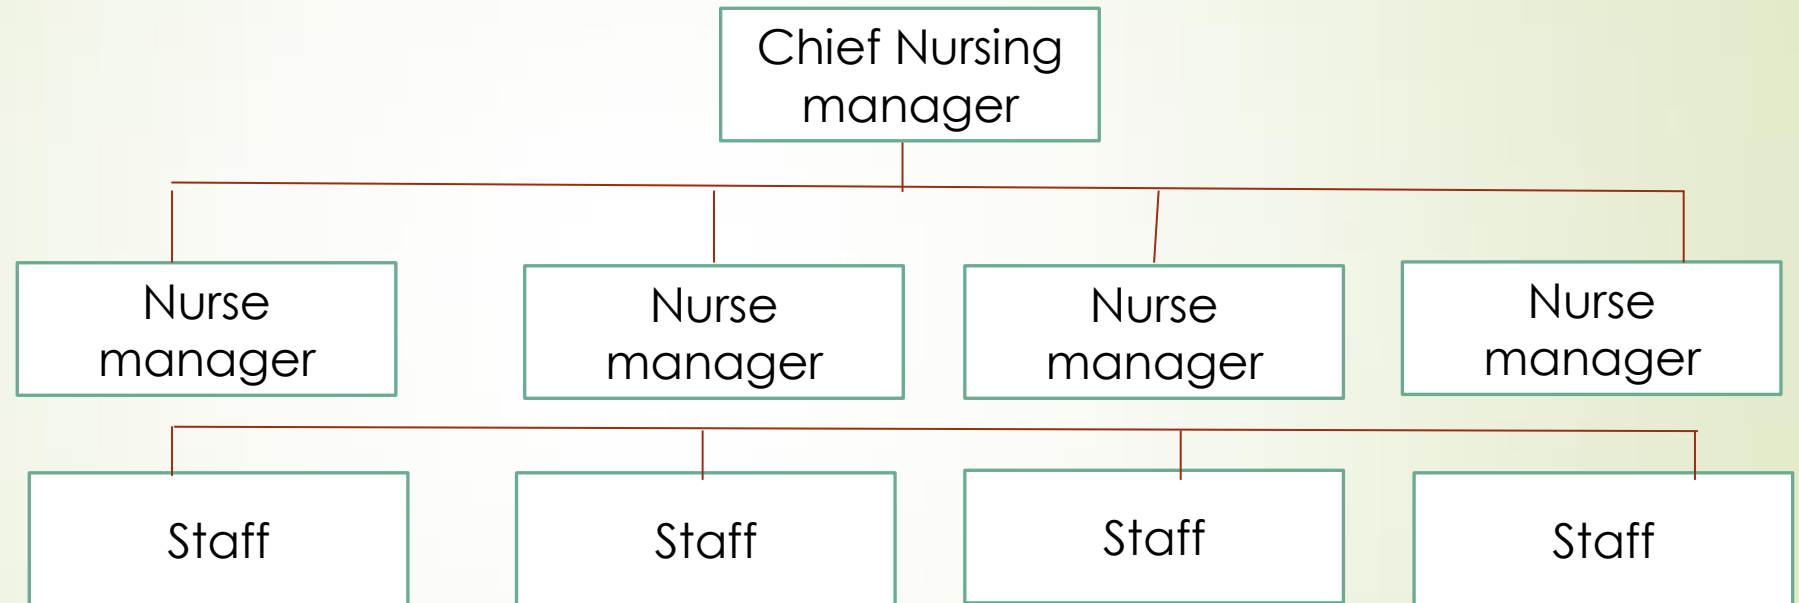 Chief Nursing
manager
Nurse
manager
Nurse
manager
Nurse
manager
Nurse
manager
Staff
Staff
Staff
Staff